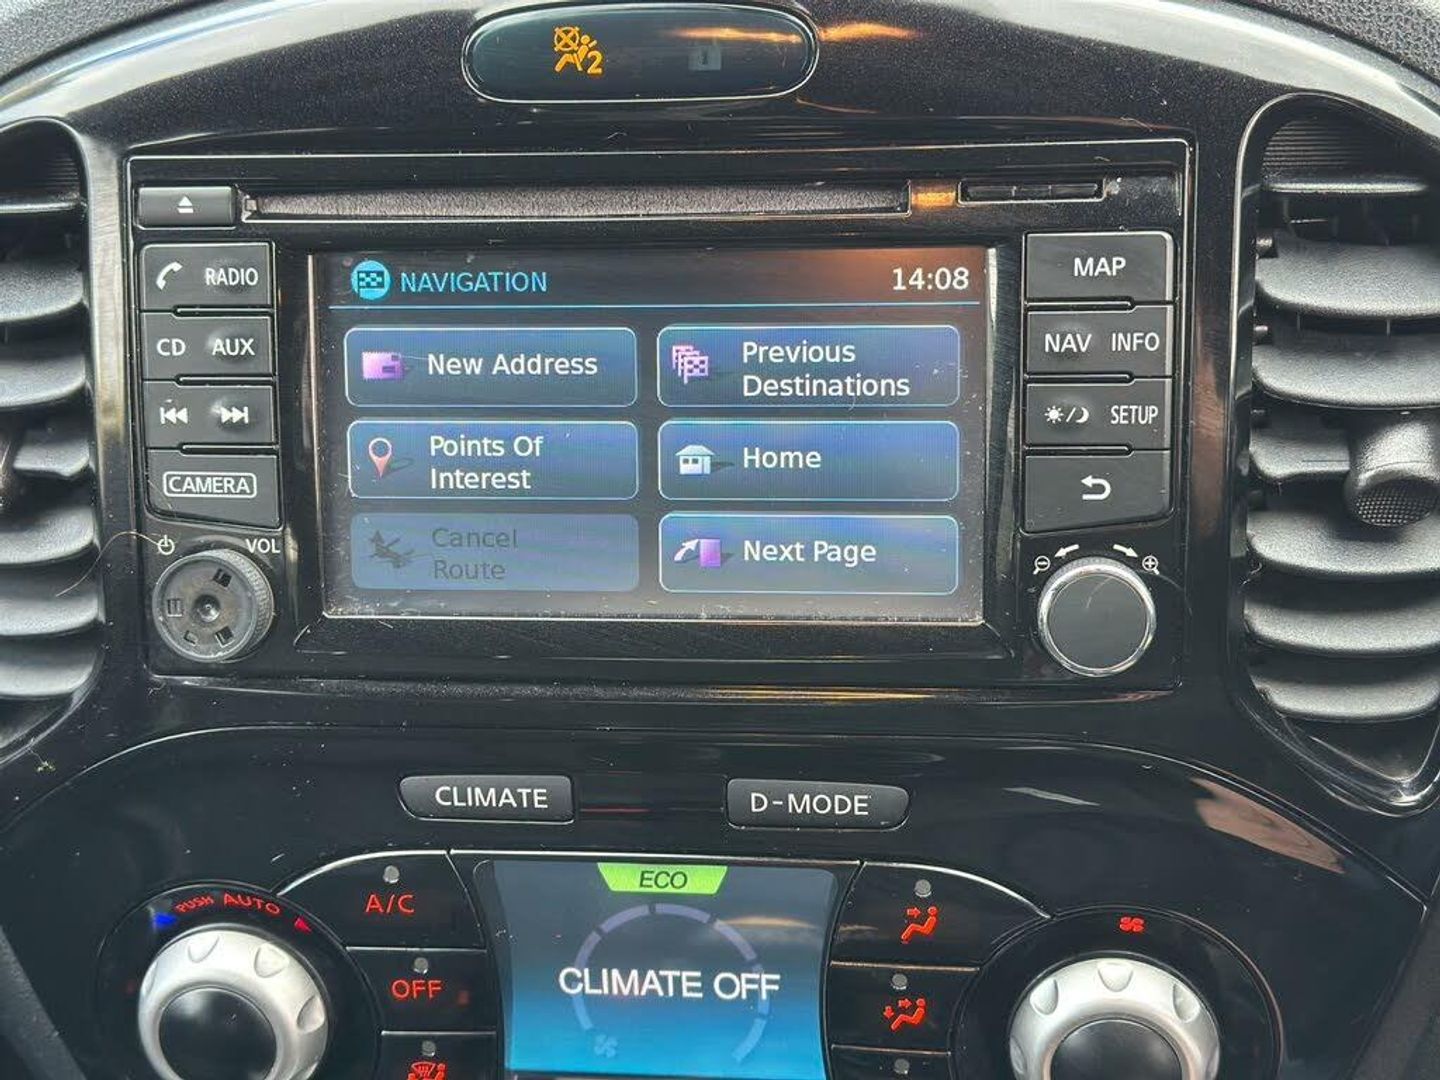 2
NAVIGATION 14:08
New Address
Previous
Destinations
Points Of
Interest
Home
Cancel
Route
Next Page
RADIO
CD AUX
CAMERA
VOL
MAP
NAV INFO
SETUP
CLIMATE
D-MODE
PUSH AUTO
A/C
OFF
ECO
CLIMATE OFF